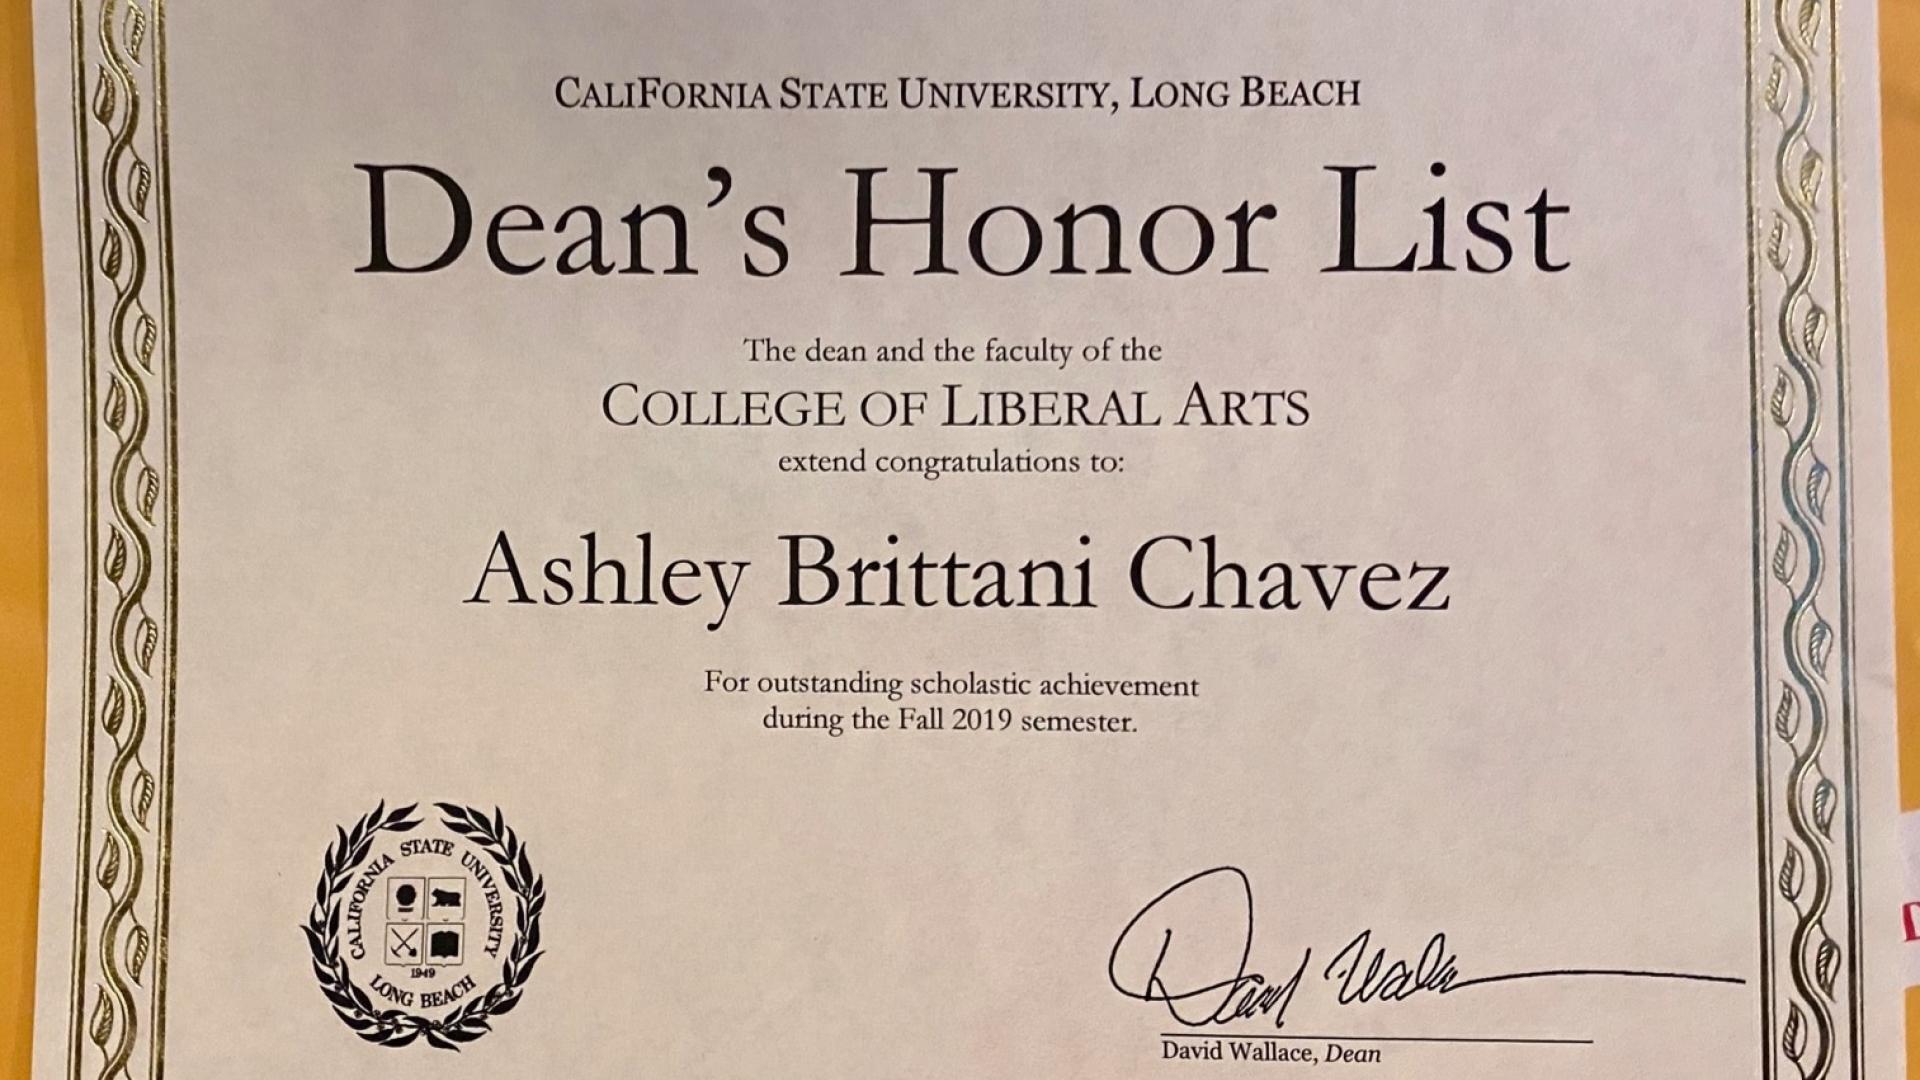 CALIFORNIA STATE UNIVERSITY, LONG BEACH
Dean's Honor List
The dean and the faculty of the
COLLEGE OF LIBERAL ARTS
extend congratulations to:
Ashley Brittani Chavez
For outstanding scholastic achievement
during the Fall 2019 semester.
CALIFORNIA STATE UNIVERSITY
1949
LONG BEACH
David Wallace, Dean